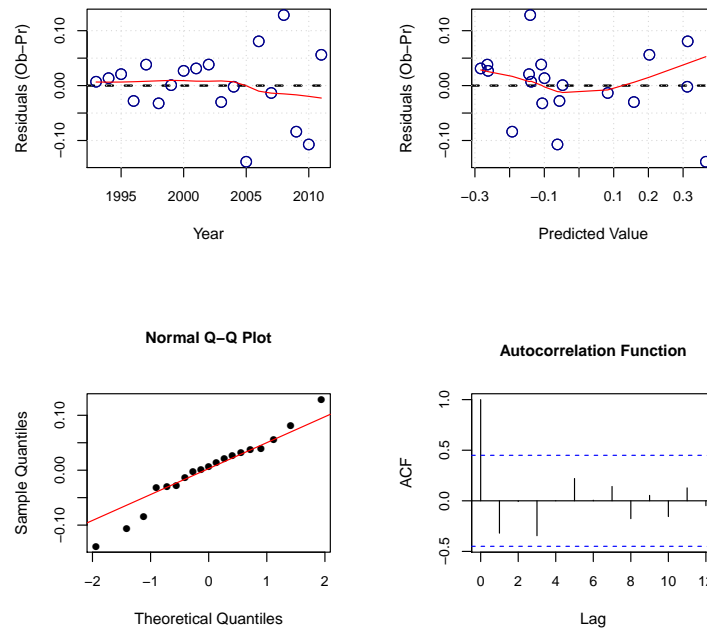 Residuals (Ob−Pr)
0.10
0.00
−0.10
1995 2000 2005 2010
Year
Residuals (Ob−Pr)
0.10
0.00
−0.10
−0.3 −0.1 0.1 0.3
Predicted Value
Normal Q−Q Plot
Sample Quantiles
0.10
0.00
−0.10
−2 −1 0 1 2
Theoretical Quantiles
Autocorrelation Function
ACF
1.0
0.5
0.0
−0.5
0 2 4 6 8 10 12
Lag